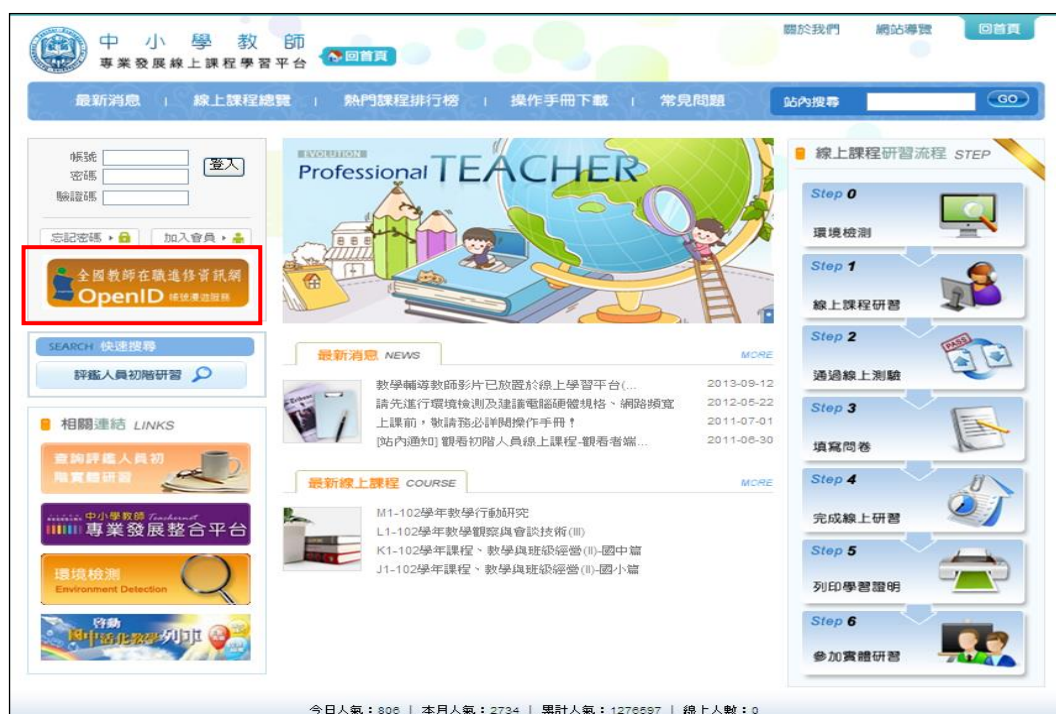 關於我們 網站導覽 回首頁
中 小 學 教 師
專業發展線上課程學習平台 回首頁
最新消息 | 線上課程總覽 | 熱門課程排行榜 | 操作手冊下載 | 常見問題 站內搜尋 GO
帳號
密碼
登入
驗證碼
忘記密碼 加入會員
全國教師在職進修資訊網
OpenID 帳號漫遊服務
SEARCH 快速搜尋
評鑑人員初階研習
相關連結 LINKS
查詢評鑑人員初
階實體研習
中小學教師
專業發展整合平台
環境檢測
Environment Detection
啟動
國中活化教學列車
EVOLUTION
Professional TEACHER
最新消息 NEWS MORE
教學輔導教師影片已放置於線上學習平台(... 2013-09-12
請先進行環境檢測及建議電腦硬體規格、網路頻寬 2012-05-22
上課前，敬請務必詳閱操作手冊！ 2011-07-01
[站內通知] 觀看初階人員線上課程-觀看者端... 2011-06-30
最新線上課程 COURSE MORE
M1-102學年教學行動研究
L1-102學年教學觀察與會談技術(III)
K1-102學年課程、教學與班級經營(II)-國中篇
J1-102學年課程、教學與班級經營(II)-國小篇
線上課程研習流程 STEP
Step 0
環境檢測
Step 1
線上課程研習
Step 2
PASS
通過線上測驗
Step 3
填寫問卷
Step 4
完成線上研習
Step 5
列印學習證明
Step 6
參加實體研習
今日人氣：806 | 本月人氣：2734 | 累計人氣：1276597 | 線上人數：0